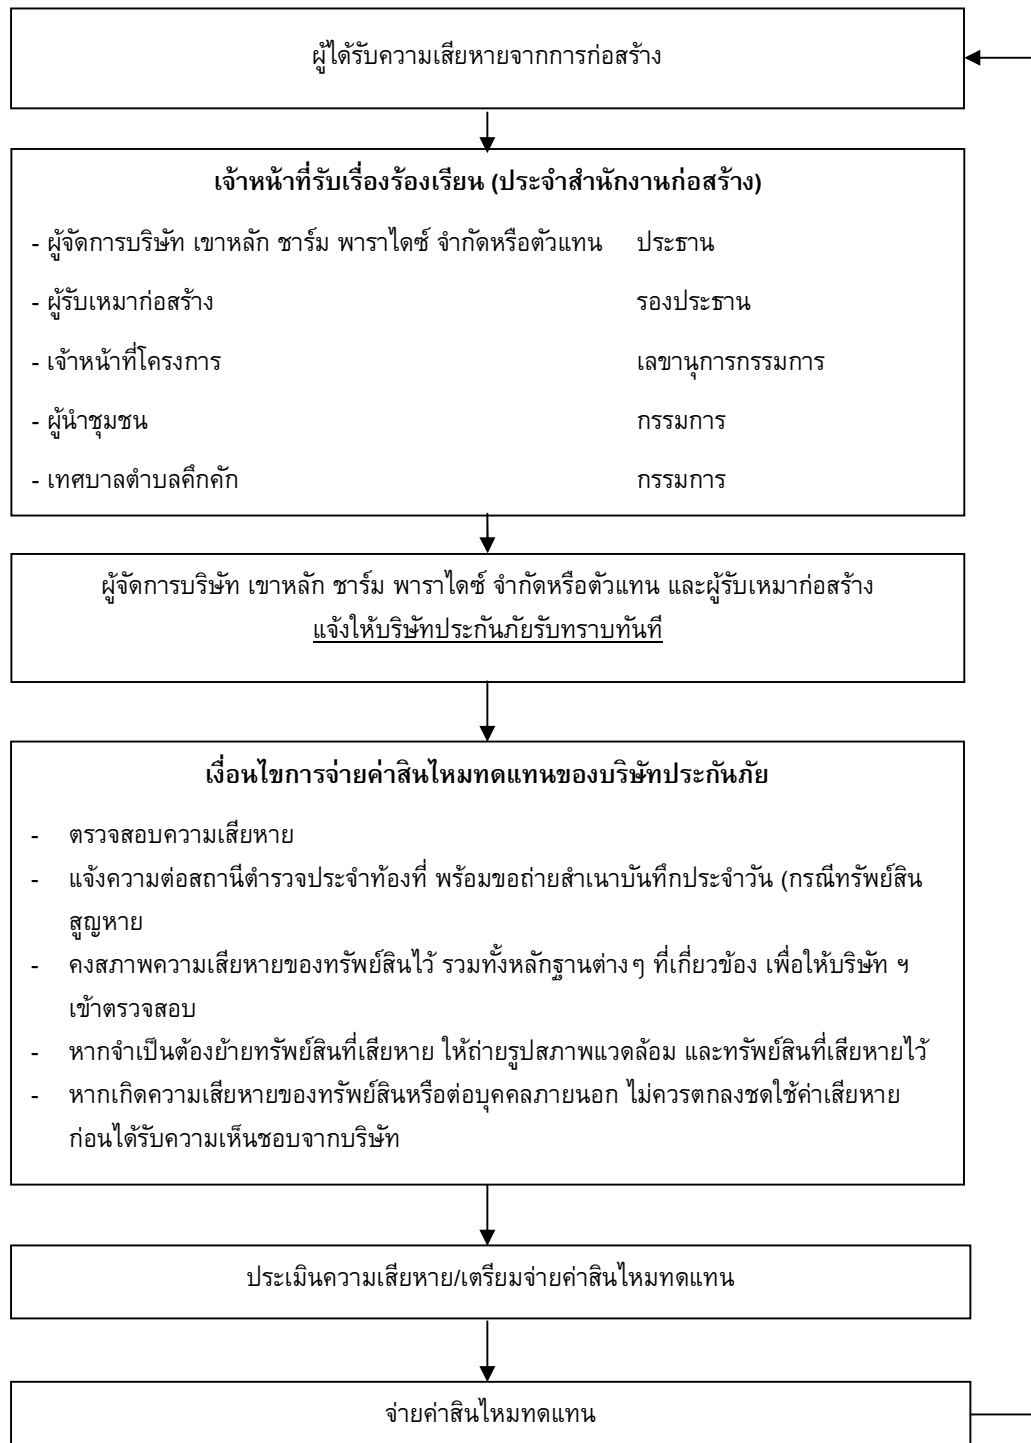 ผู้ได้รับความเสียหายจากการก่อสร้าง
เจ้าหน้าที่รับเรื่องร้องเรียน (ประจำสำนักงานก่อสร้าง)
- ผู้จัดการบริษัท เขาหลัก ชาร์ม พาราไดซ์ จำกัดหรือตัวแทน ประธาน
- ผู้รับเหมาก่อสร้าง รองประธาน
- เจ้าหน้าที่โครงการ เลขานุการกรรมการ
- ผู้นำชุมชน กรรมการ
- เทศบาลตำบลคึกคัก กรรมการ
ผู้จัดการบริษัท เขาหลัก ชาร์ม พาราไดซ์ จำกัดหรือตัวแทน และผู้รับเหมาก่อสร้าง
แจ้งให้บริษัทประกันภัยรับทราบทันที
เงื่อนไขการจ่ายค่าสินไหมทดแทนของบริษัทประกันภัย
- ตรวจสอบความเสียหาย
- แจ้งความต่อสถานีตำรวจประจำท้องที่ พร้อมขอถ่ายสำเนาบันทึกประจำวัน (กรณีทรัพย์สิน
สูญหาย
- คงสภาพความเสียหายของทรัพย์สินไว้ รวมทั้งหลักฐานต่างๆ ที่เกี่ยวข้อง เพื่อให้บริษัท ฯ
เข้าตรวจสอบ
- หากจำเป็นต้องย้ายทรัพย์สินที่เสียหาย ให้ถ่ายรูปสภาพแวดล้อม และทรัพย์สินที่เสียหายไว้
- หากเกิดความเสียหายของทรัพย์สินหรือต่อบุคคลภายนอก ไม่ควรตกลงชดใช้ค่าเสียหาย
ก่อนได้รับความเห็นชอบจากบริษัท
ประเมินความเสียหาย/เตรียมจ่ายค่าสินไหมทดแทน
จ่ายค่าสินไหมทดแทน